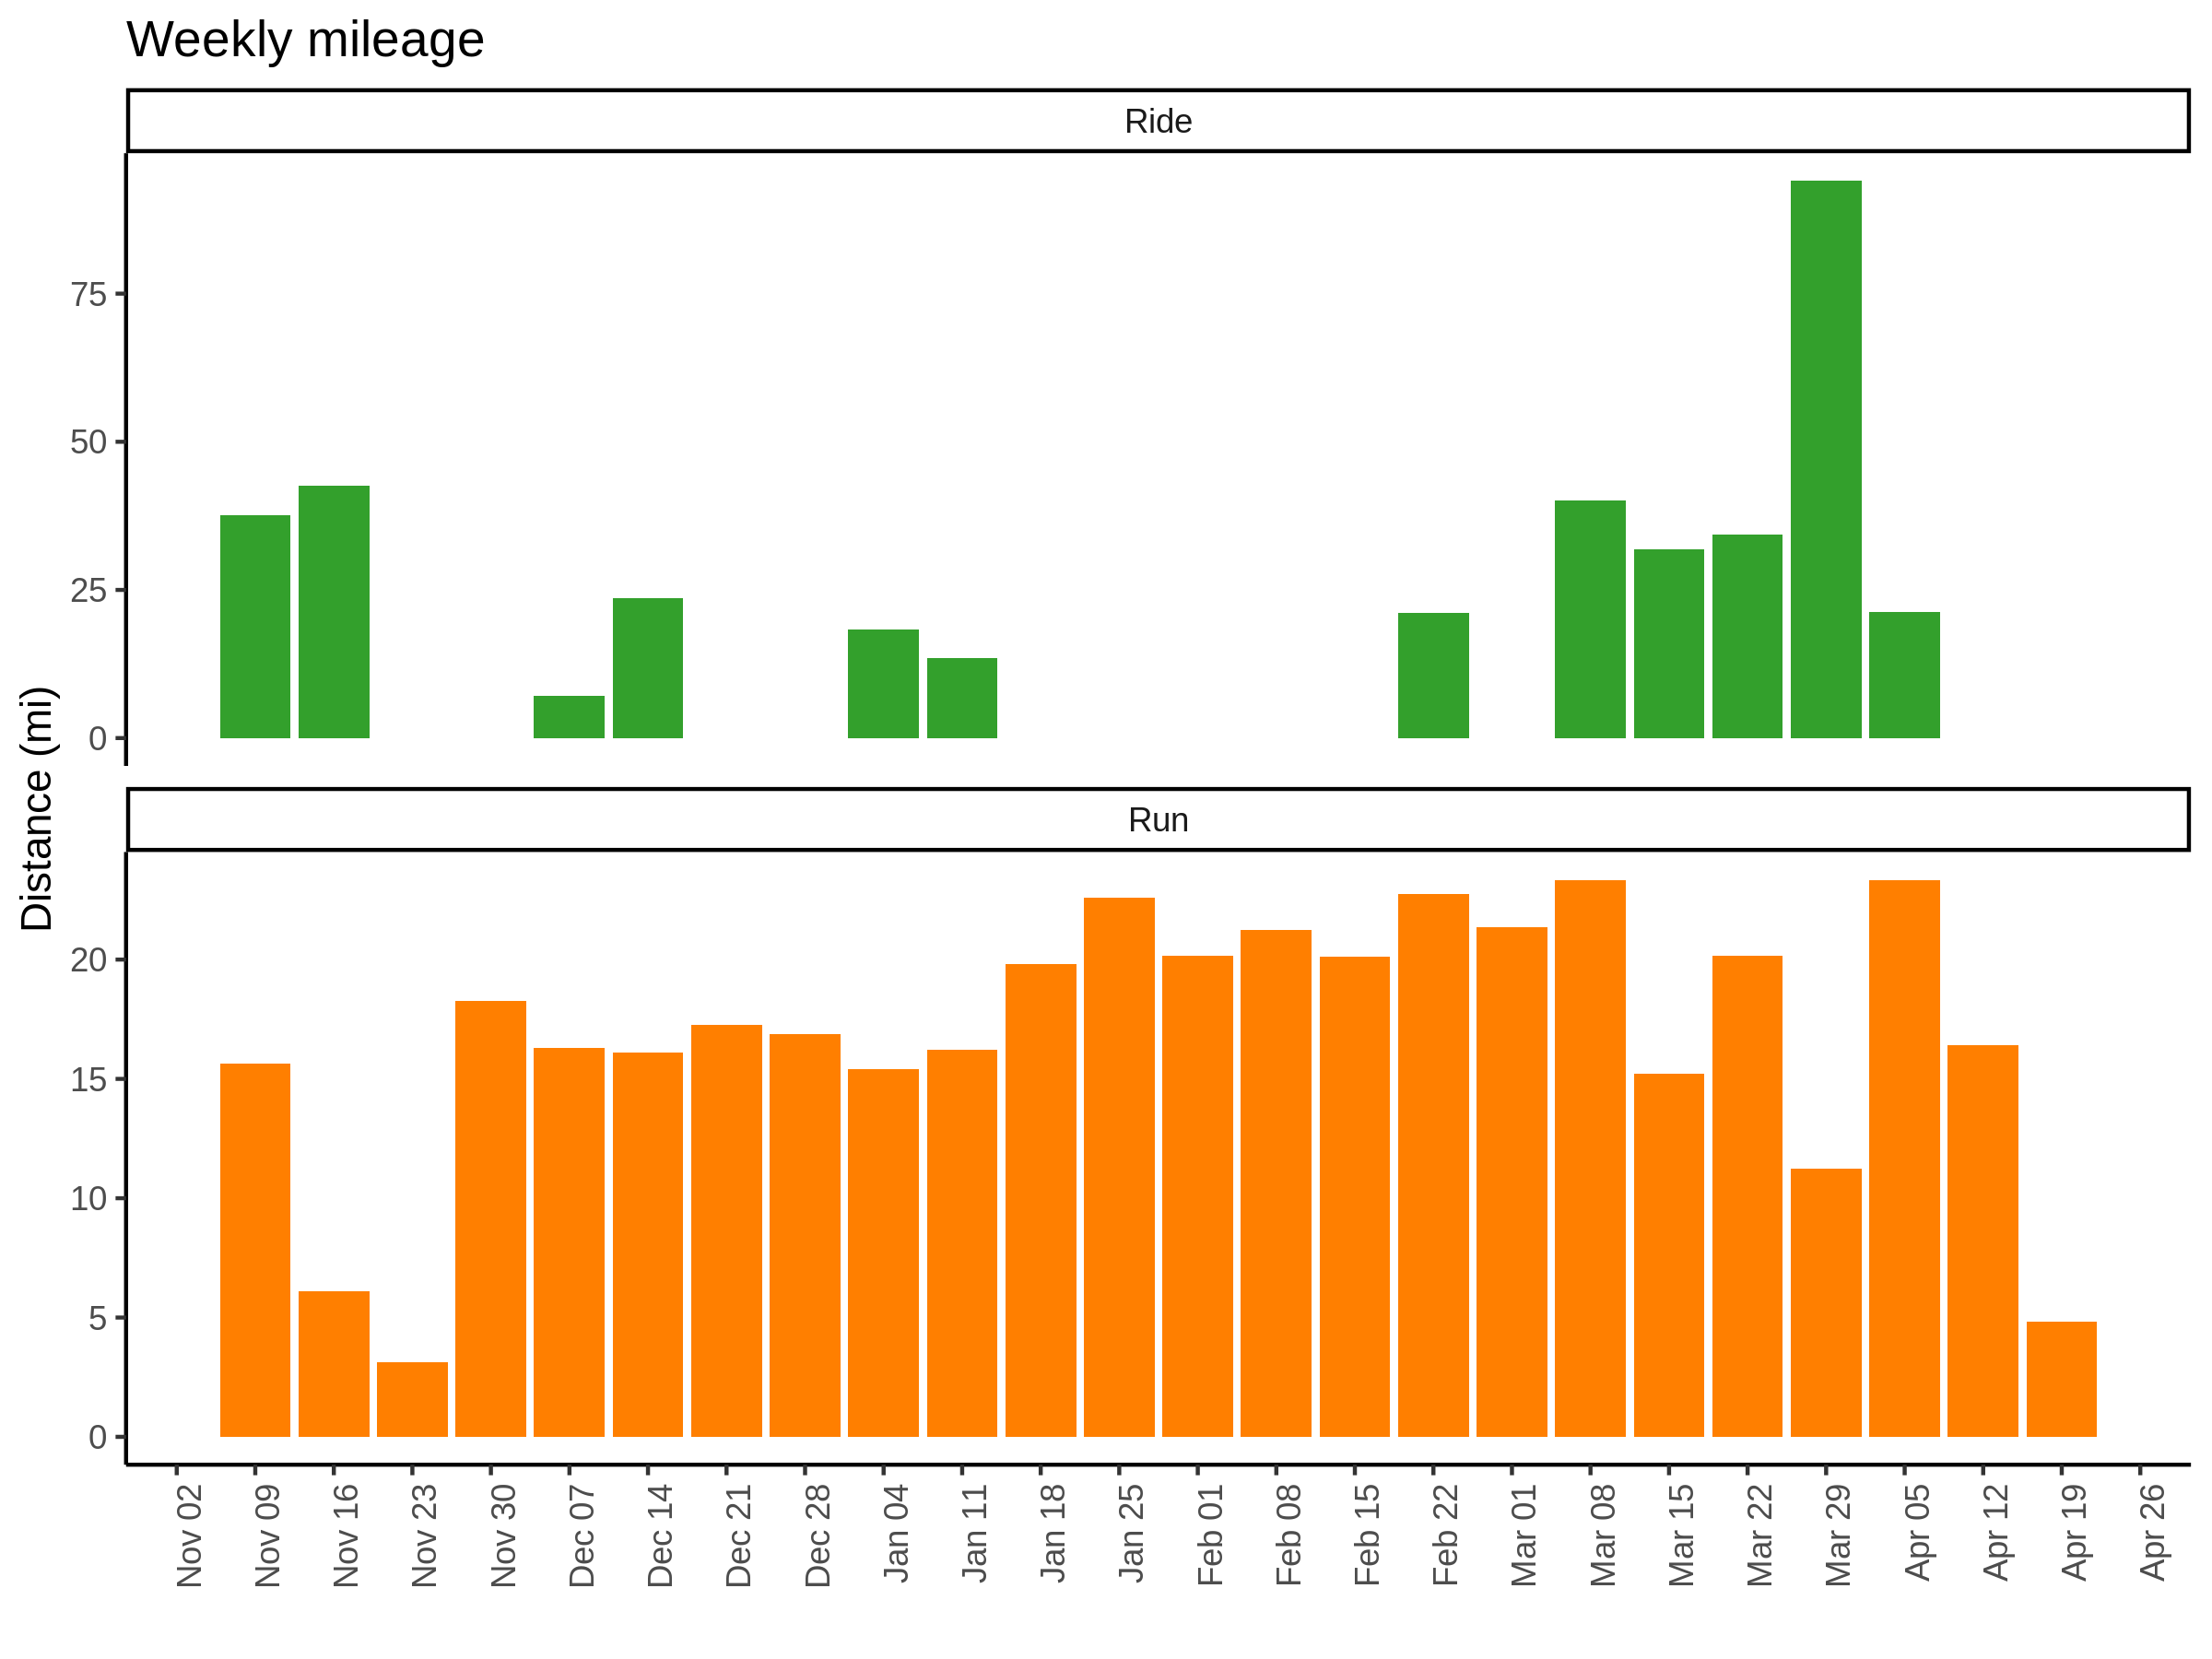 Weekly mileage
Ride
75
50
25
0
Distance (mi)
Run
20
15
10
5
0
Nov 02
Nov 09
Nov 16
Nov 23
Nov 30
Dec 07
Dec 14
Dec 21
Dec 28
Jan 04
Jan 11
Jan 18
Jan 25
Feb 01
Feb 08
Feb 15
Feb 22
Mar 01
Mar 08
Mar 15
Mar 22
Mar 29
Apr 05
Apr 12
Apr 19
Apr 26